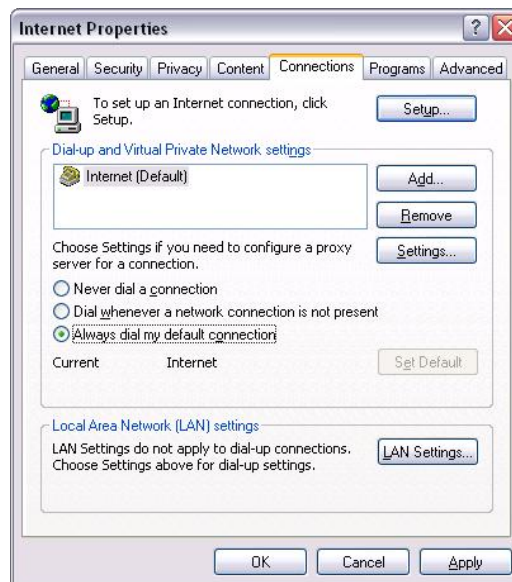 Internet Properties
?
General Security Privacy Content Connections Programs Advanced
To set up an Internet connection, click
Setup.
Setup...
Dial-up and Virtual Private Network settings
Internet (Default)
Add...
Remove
Choose Settings if you need to configure a proxy
server for a connection.
Settings...
Never dial a connection
Dial whenever a network connection is not present
Always dial my default connection
Current Internet
Set Default
Local Area Network (LAN) settings
LAN Settings do not apply to dial-up connections.
Choose Settings above for dial-up settings.
LAN Settings...
OK Cancel Apply